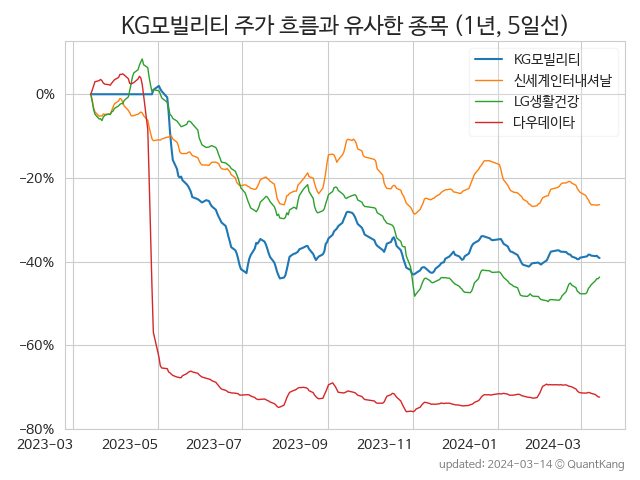 KG모빌리티 주가 흐름과 유사한 종목 (1년, 5일선)
KG모빌리티
신세계인터내셔날
LG생활건강
다우데이타
0%
−20%
−40%
−60%
−80%
2023-03
2023-05
2023-07
2023-09
2023-11
2024-01
2024-03
updated: 2024-03-14 © QuantKang